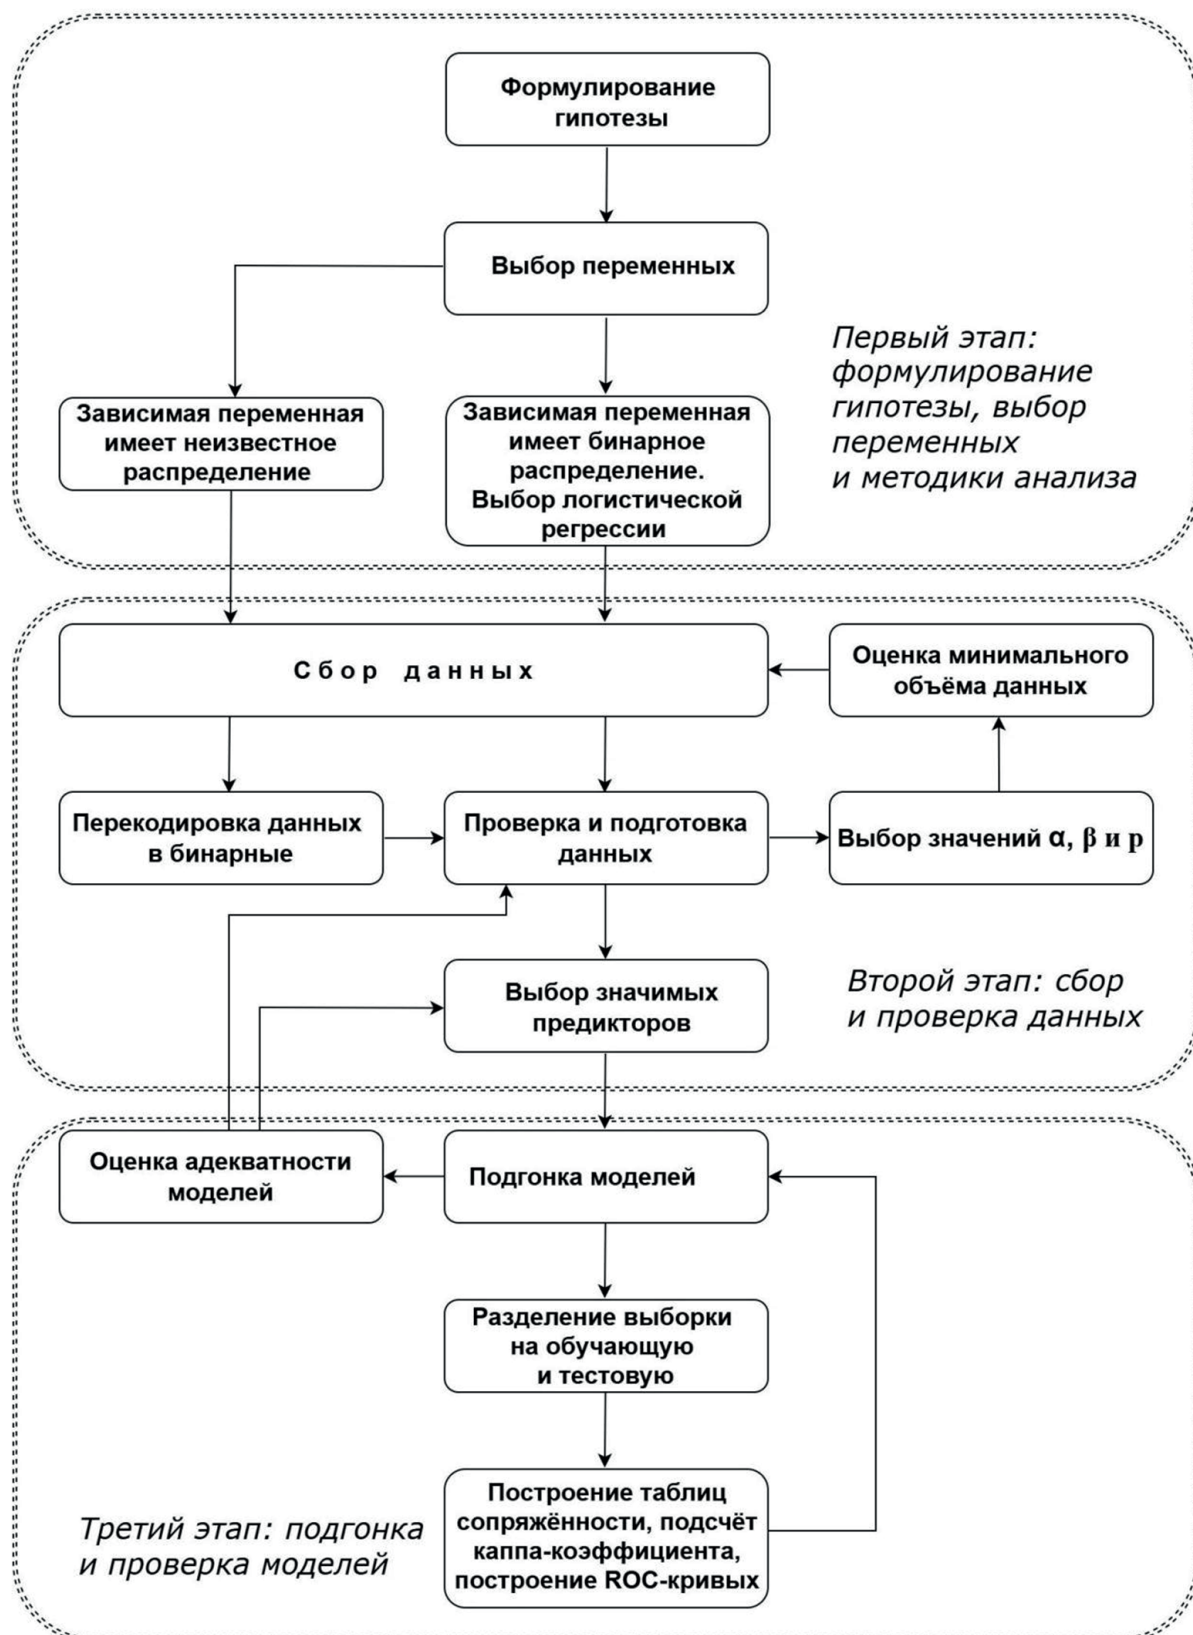 Формулирование
гипотезы
Выбор переменных
Зависимая переменная
имеет неизвестное
распределение
Зависимая переменная
имеет бинарное
распределение.
Выбор логистической
регрессии
Первый этап:
формулирование
гипотезы, выбор
переменных
и методики анализа
Сбор данных
Оценка минимального
объёма данных
Перекодировка данных
в бинарные
Проверка и подготовка
данных
Выбор значений α, β и p
Выбор значимых
предикторов
Второй этап: сбор
и проверка данных
Оценка адекватности
моделей
Подгонка моделей
Разделение выборки
на обучающую
и тестовую
Построение таблиц
сопряжённости, подсчёт
каппа-коэффициента,
построение ROC-кривых
Третий этап: подгонка
и проверка моделей